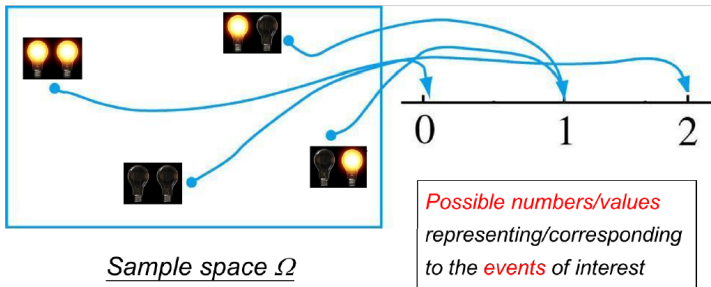 0 1 2
Possible numbers/values
representing/corresponding
to the events of interest
Sample space Ω